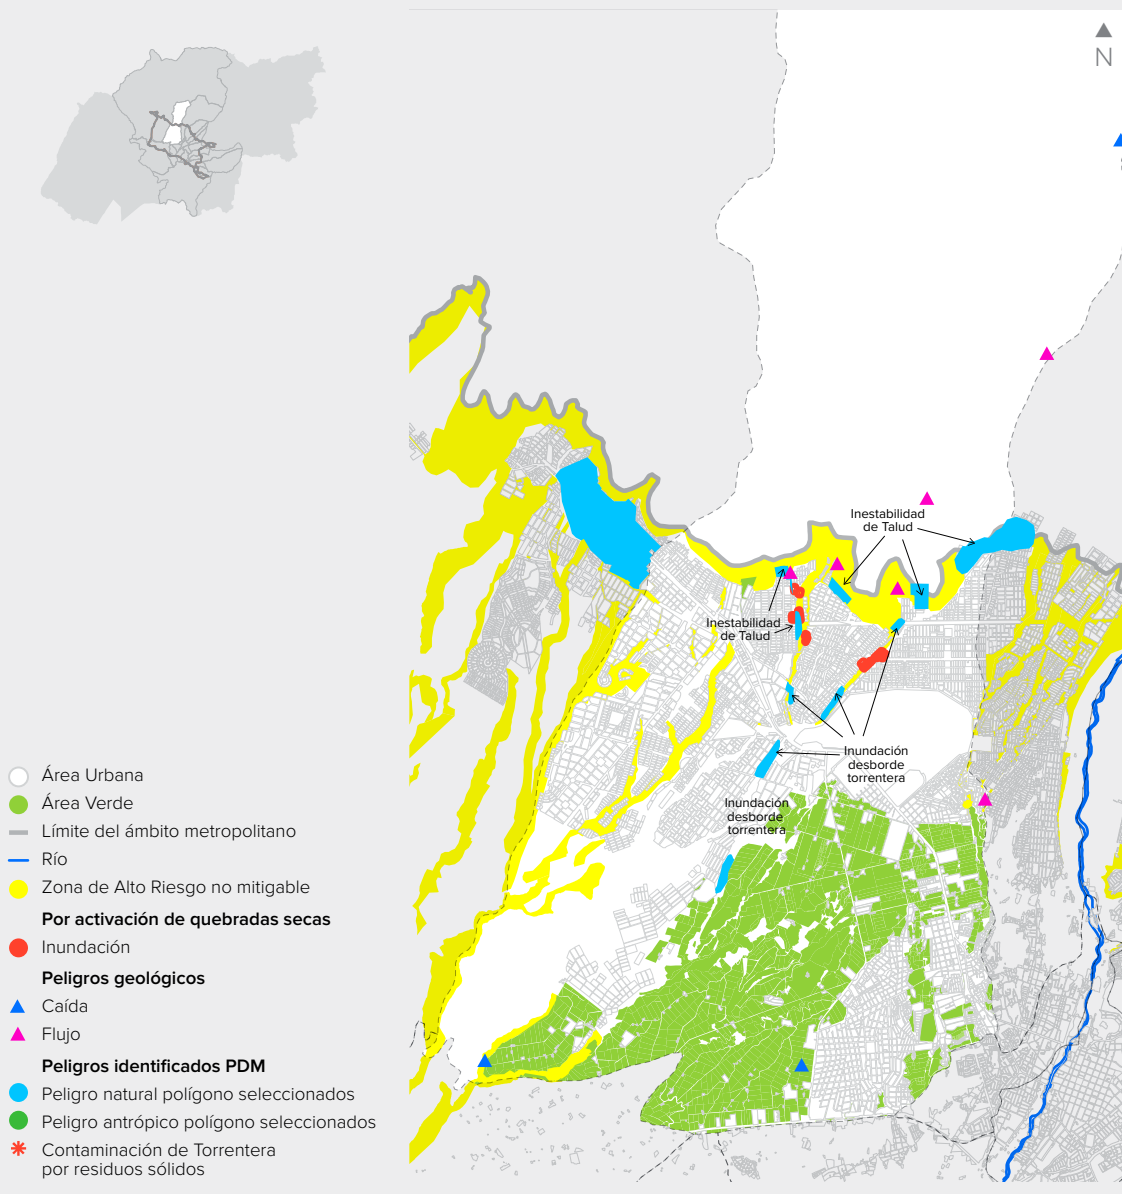 N
Inestabilidad
de Talud
Inestabilidad
de Talud
Inundación
desborde
torrentera
Inundación
desborde
torrentera
Área Urbana
Área Verde
Límite del ámbito metropolitano
Río
Zona de Alto Riesgo no mitigable
Por activación de quebradas secas
Inundación
Peligros geológicos
Caída
Flujo
Peligros identificados PDM
Peligro natural polígono seleccionados
Peligro antrópico polígono seleccionados
Contaminación de Torrentera
por residuos sólidos